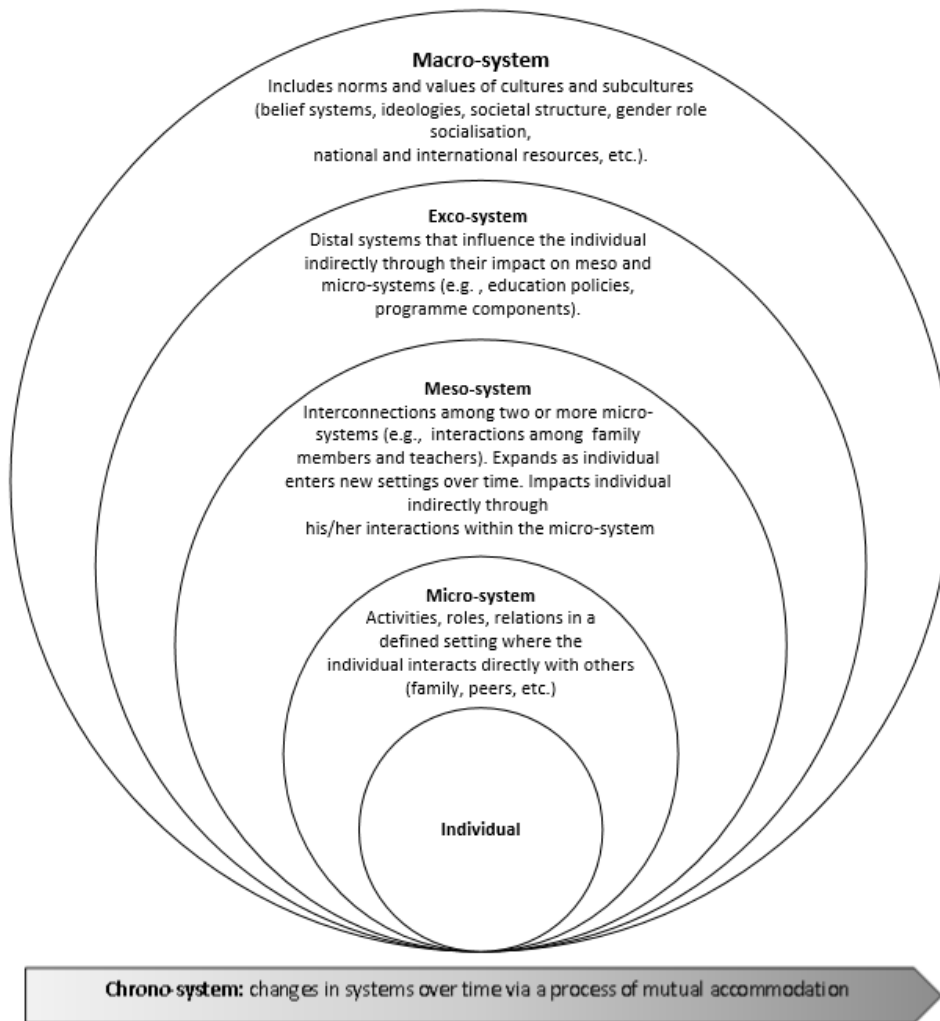 Macro-system
Includes norms and values of cultures and subcultures
(belief systems, ideologies, societal structure, gender role
socialisation,
national and international resources, etc.).
Exco-system
Distal systems that influence the individual
indirectly through their impact on meso and
micro-systems (e.g. , education policies,
programme components).
Meso-system
Interconnections among two or more micro-
systems (e.g., interactions among family
members and teachers). Expands as individual
enters new settings over time. Impacts individual
indirectly through
his/her interactions within the micro-system
Micro-system
Activities, roles, relations in a
defined setting where the
individual interacts directly with others
(family, peers, etc.)
Individual
Chrono-system: changes in systems over time via a process of mutual accommodation